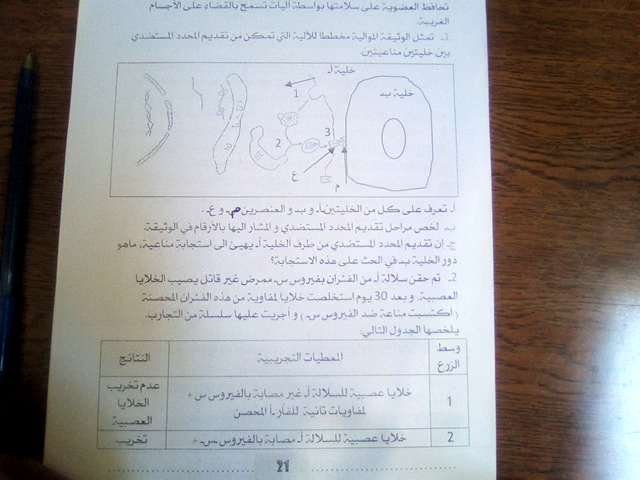 تحافظ العضوية على سلامتها بواسطة آليات تسمح بالقضاء على الأجسام
الغريبة.
أ- تمثل الوثيقة الموالية مخططا للآلية التي تمكن من تقديم المحدد المستضدي
بين خليتين مناعيتين.
خلية أ-
خلية ب-
1
2
3
ع
م
أ- تعرف على كل من الخليتين أ- و ب- و العنصرين م- و ع- .
ب- لخص مراحل تقديم المحدد المستضدي و المشار اليها بالارقام في الوثيقة.
ج- إن تقديم المحدد المستضدي من طرف الخلية أ- يهيئ الى استجابة مناعية، ماهو
دور الخلية ب- في الحث على هذه الاستجابة؟
2- تم حقن سلالة أ- من الفئران بفيروس س- ممرض غير قاتل يصيب الخلايا
العصبية. و بعد 30 يوم استخلصت خلايا لمفاوية من هذه الفئران المحصنة
( اكتسبت مناعة ضد الفيروس س- ) و أجريت عليها سلسلة من التجارب.
يلخصها الجدول التالي:
وسط الزرع
المعطيات التجريبية
النتائج
1
خلايا عصبية للسلالة أ- غير مصابة بالفيروس س +
لمفاويات تائية للفار-أ المحصن
عدم تخريب
الخلايا
العصبية
2
خلايا عصبية للسلالة أ- مصابة بالفيروس -س- +
تخريب
21